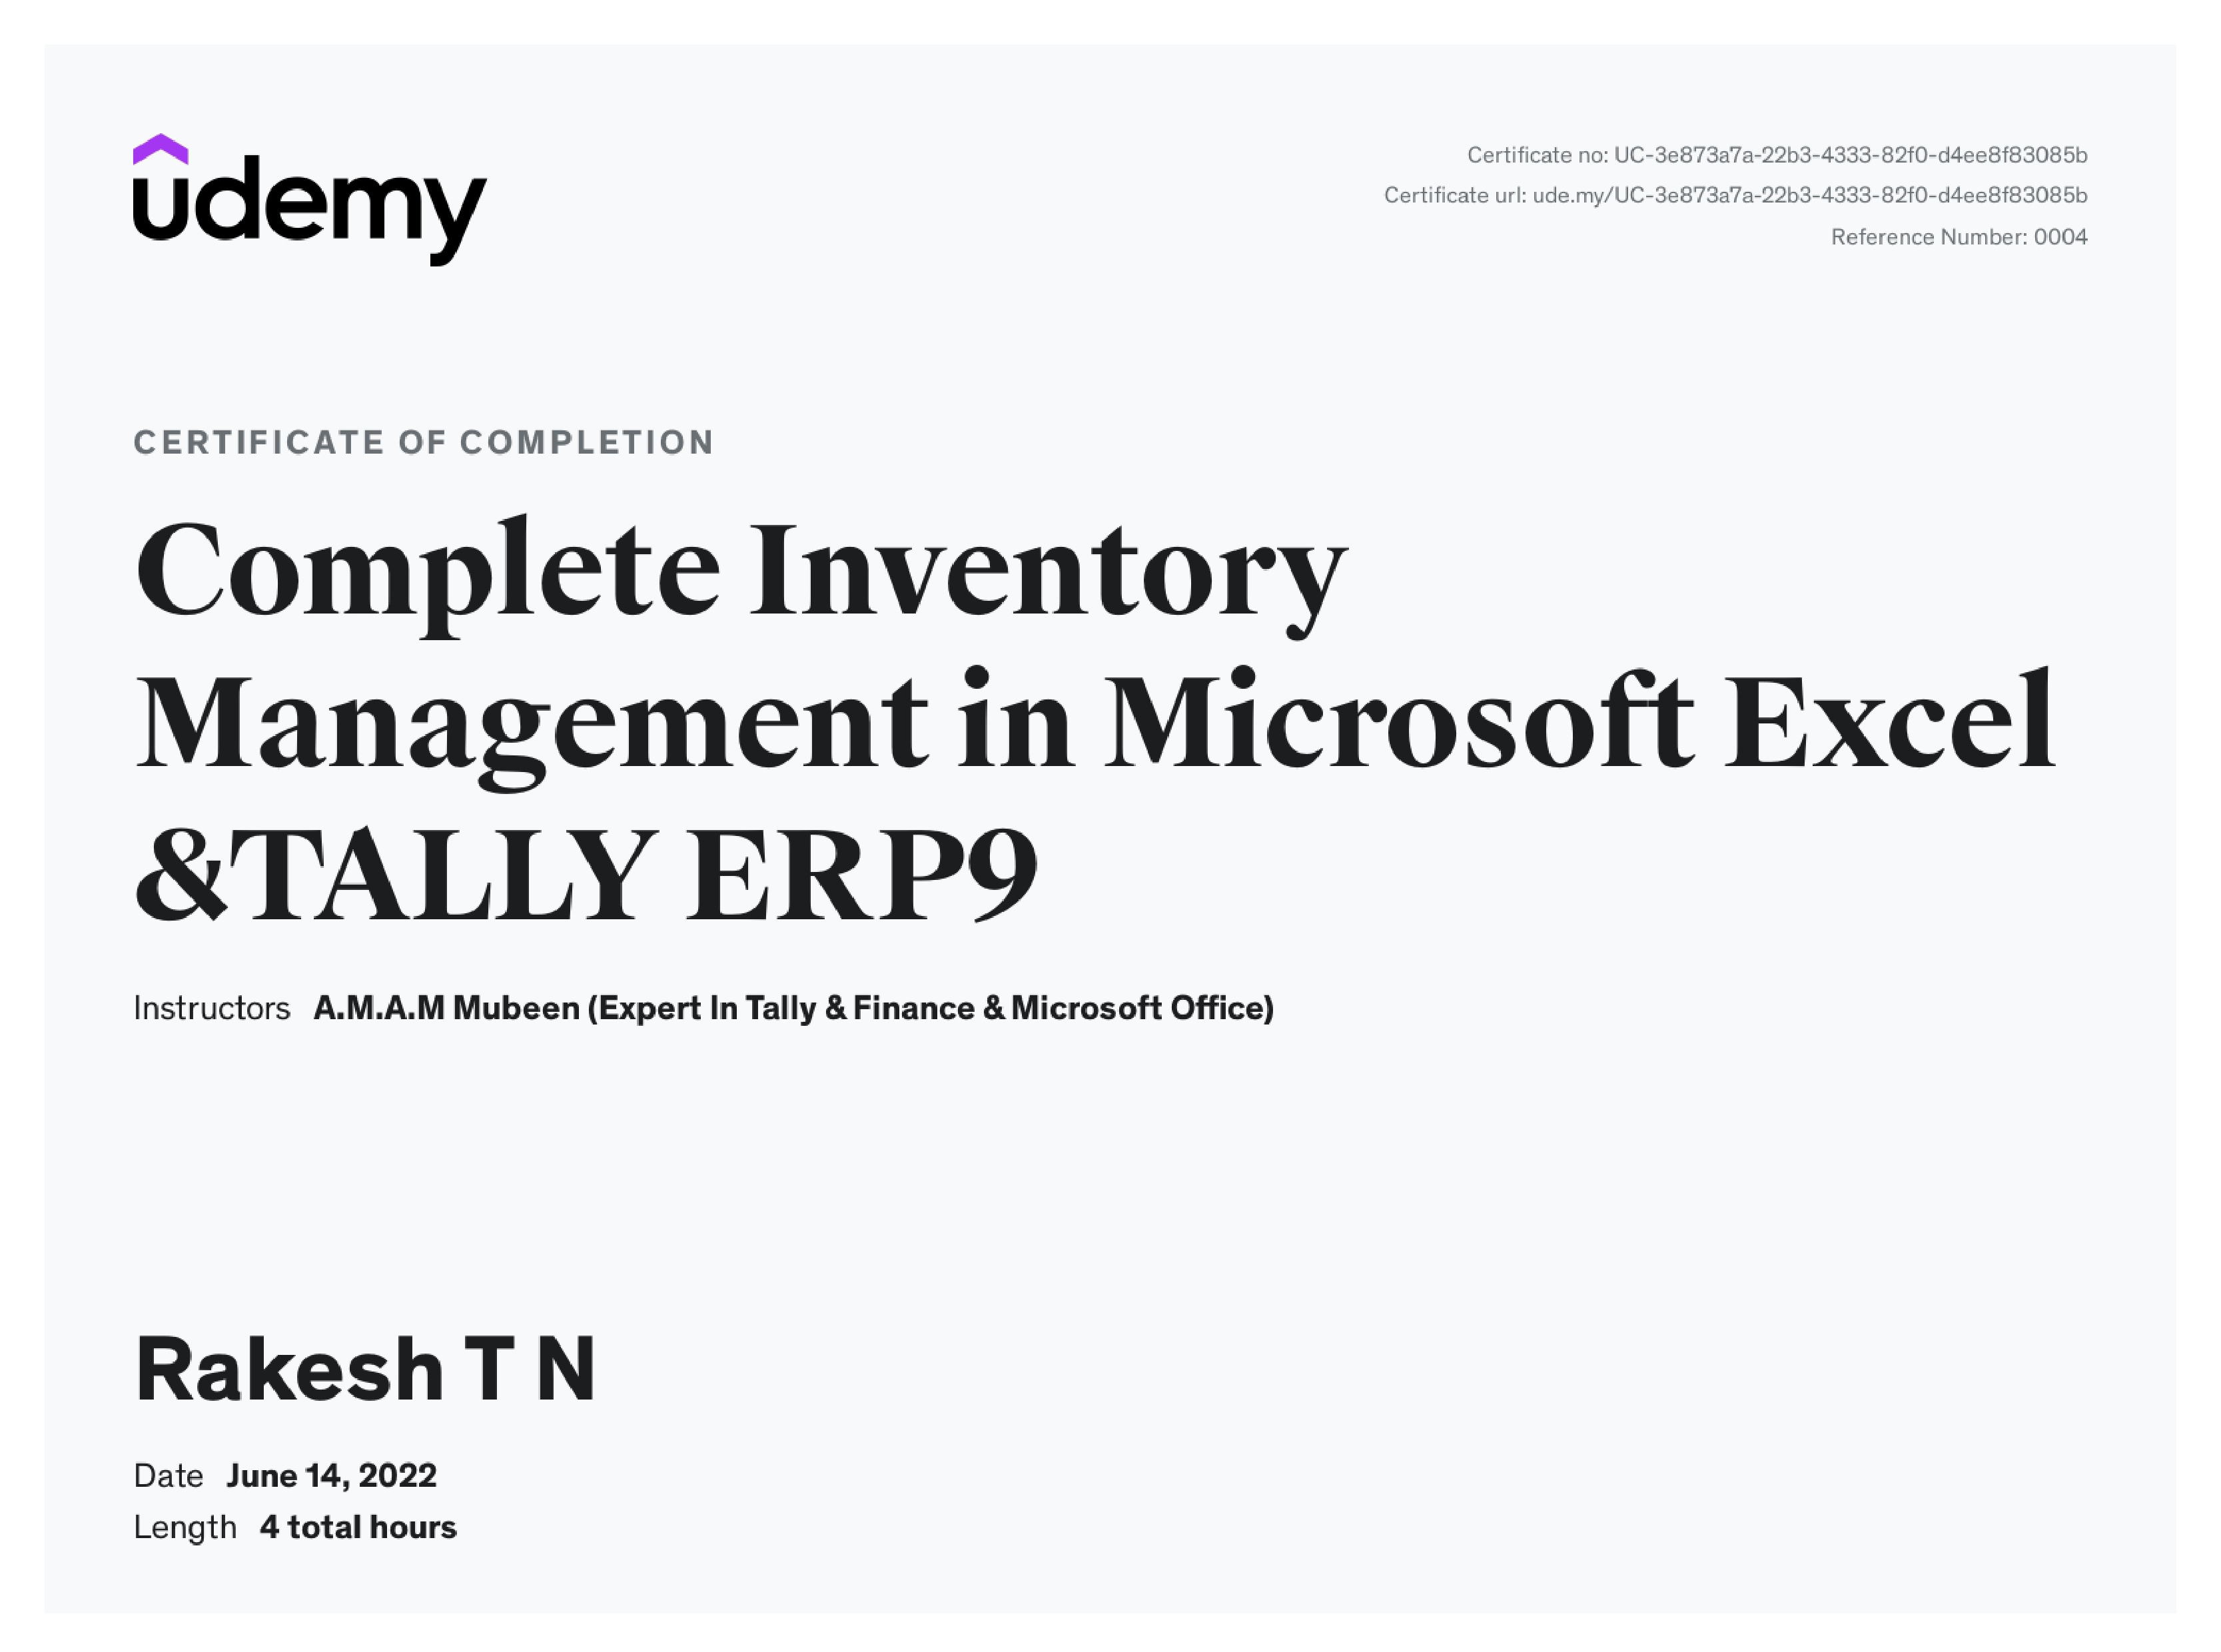 udemy
Certificate no: UC-3e873a7a-22b3-4333-82f0-d4ee8f83085b
Certificate url: ude.my/UC-3e873a7a-22b3-4333-82f0-d4ee8f83085b
Reference Number: 0004
CERTIFICATE OF COMPLETION
Complete Inventory
Management in Microsoft Excel
&TALLY ERP9
Instructors A.M.A.M Mubeen (Expert In Tally & Finance & Microsoft Office)
Rakesh T N
Date June 14, 2022
Length 4 total hours